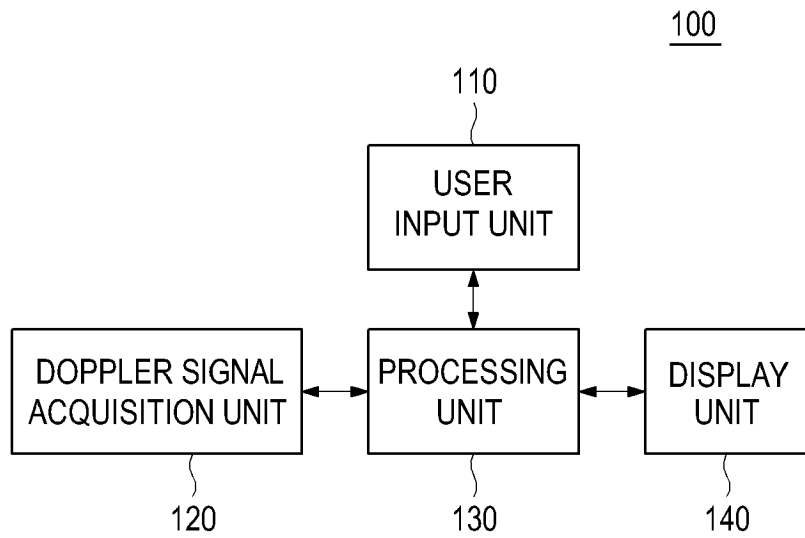 100
110
USER
INPUT UNIT
DOPPLER SIGNAL
ACQUISITION UNIT
PROCESSING
UNIT
DISPLAY
UNIT
120
130
140